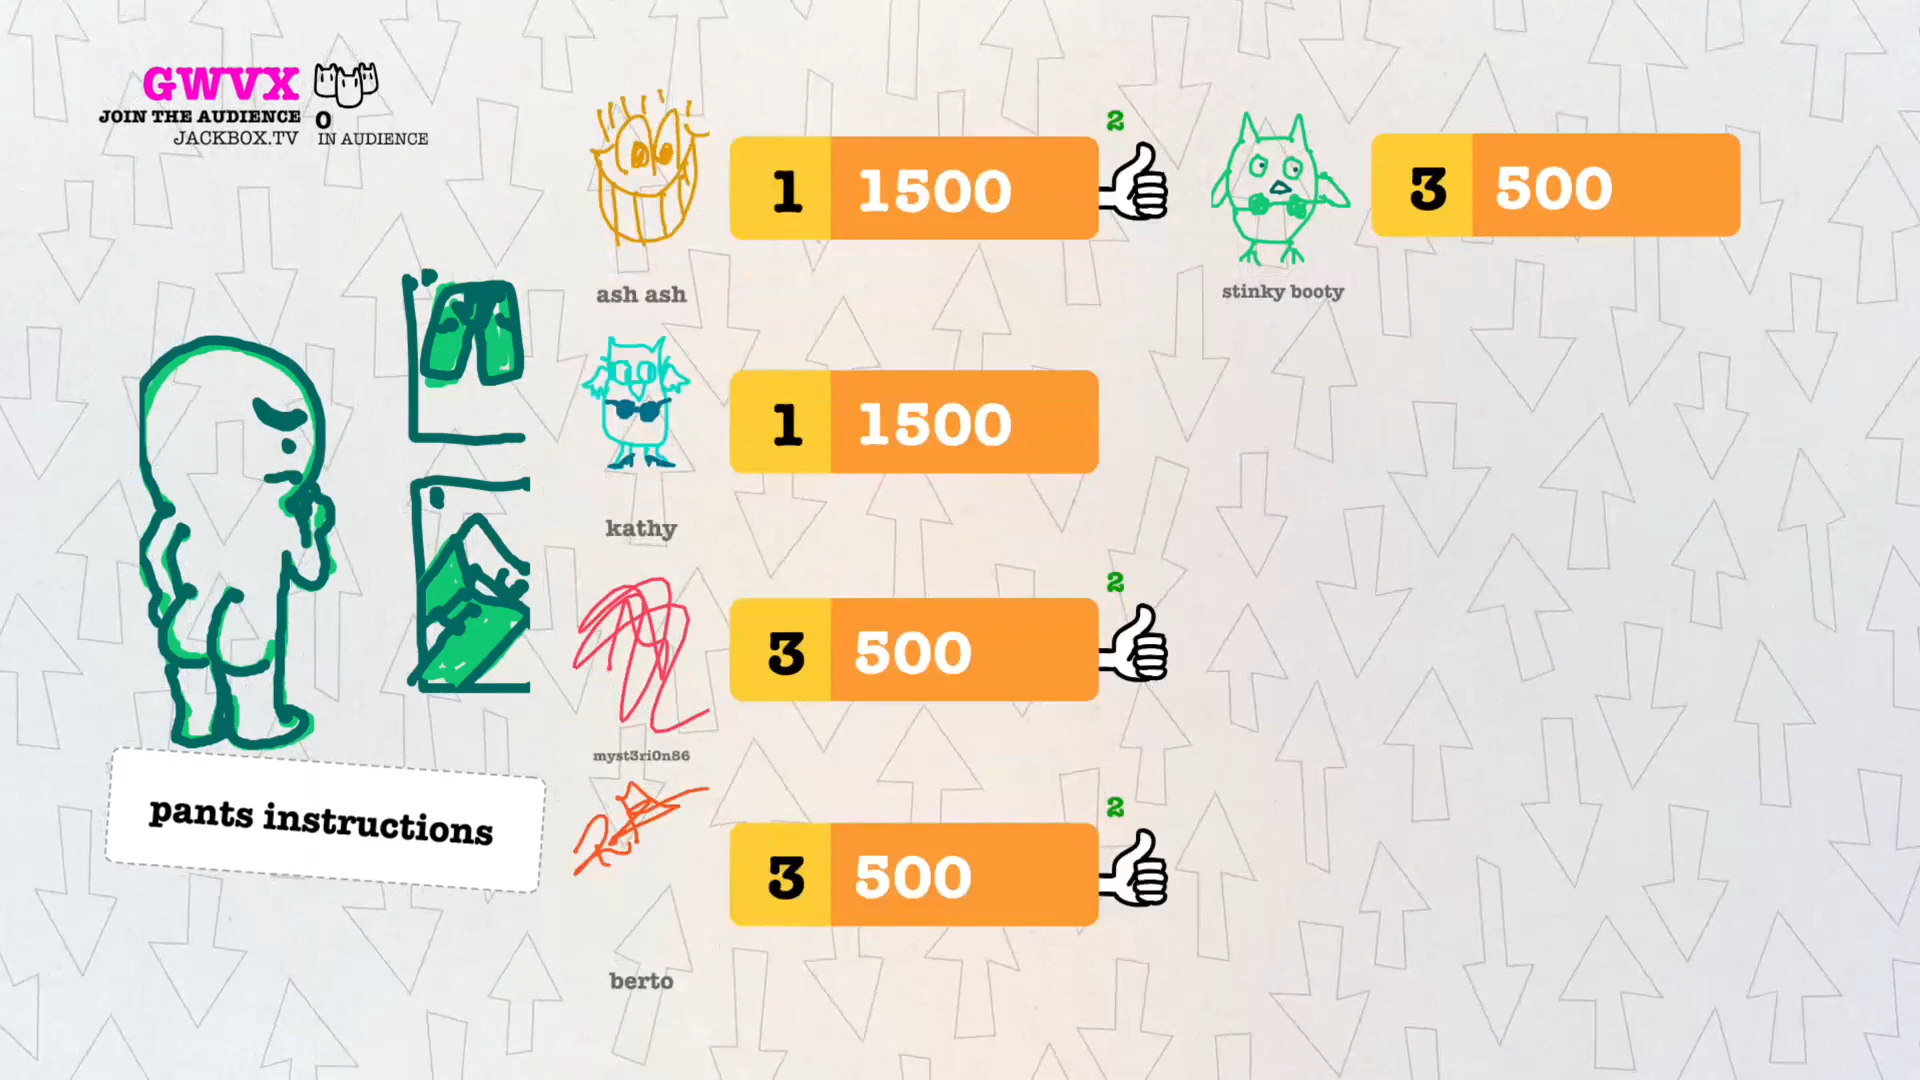 GWVX
JOIN THE AUDIENCE
JACKBOX.TV
0
IN AUDIENCE
1 1500
2
ash ash
3 500
stinky booty
1 1500
kathy
3 500
2
myst3ri0n86
3 500
2
berto
pants instructions